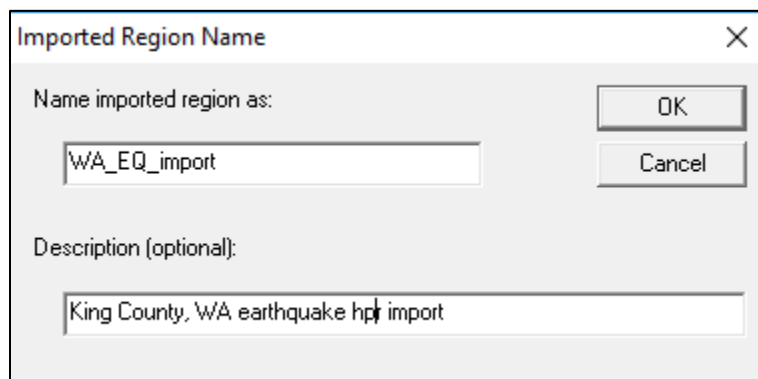 Imported Region Name
Name imported region as:
OK
WA_EQ_import
Cancel
Description (optional):
King County, WA earthquake hpr import